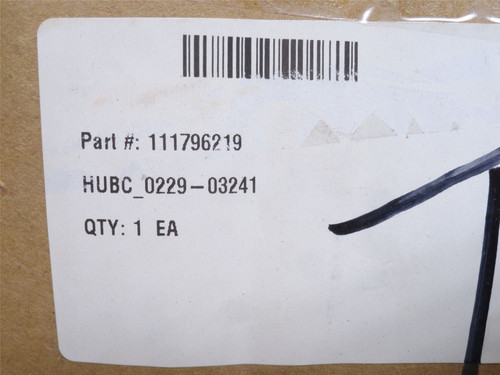 Part #: 111796219
HUBC_0229-03241
QTY: 1 EA